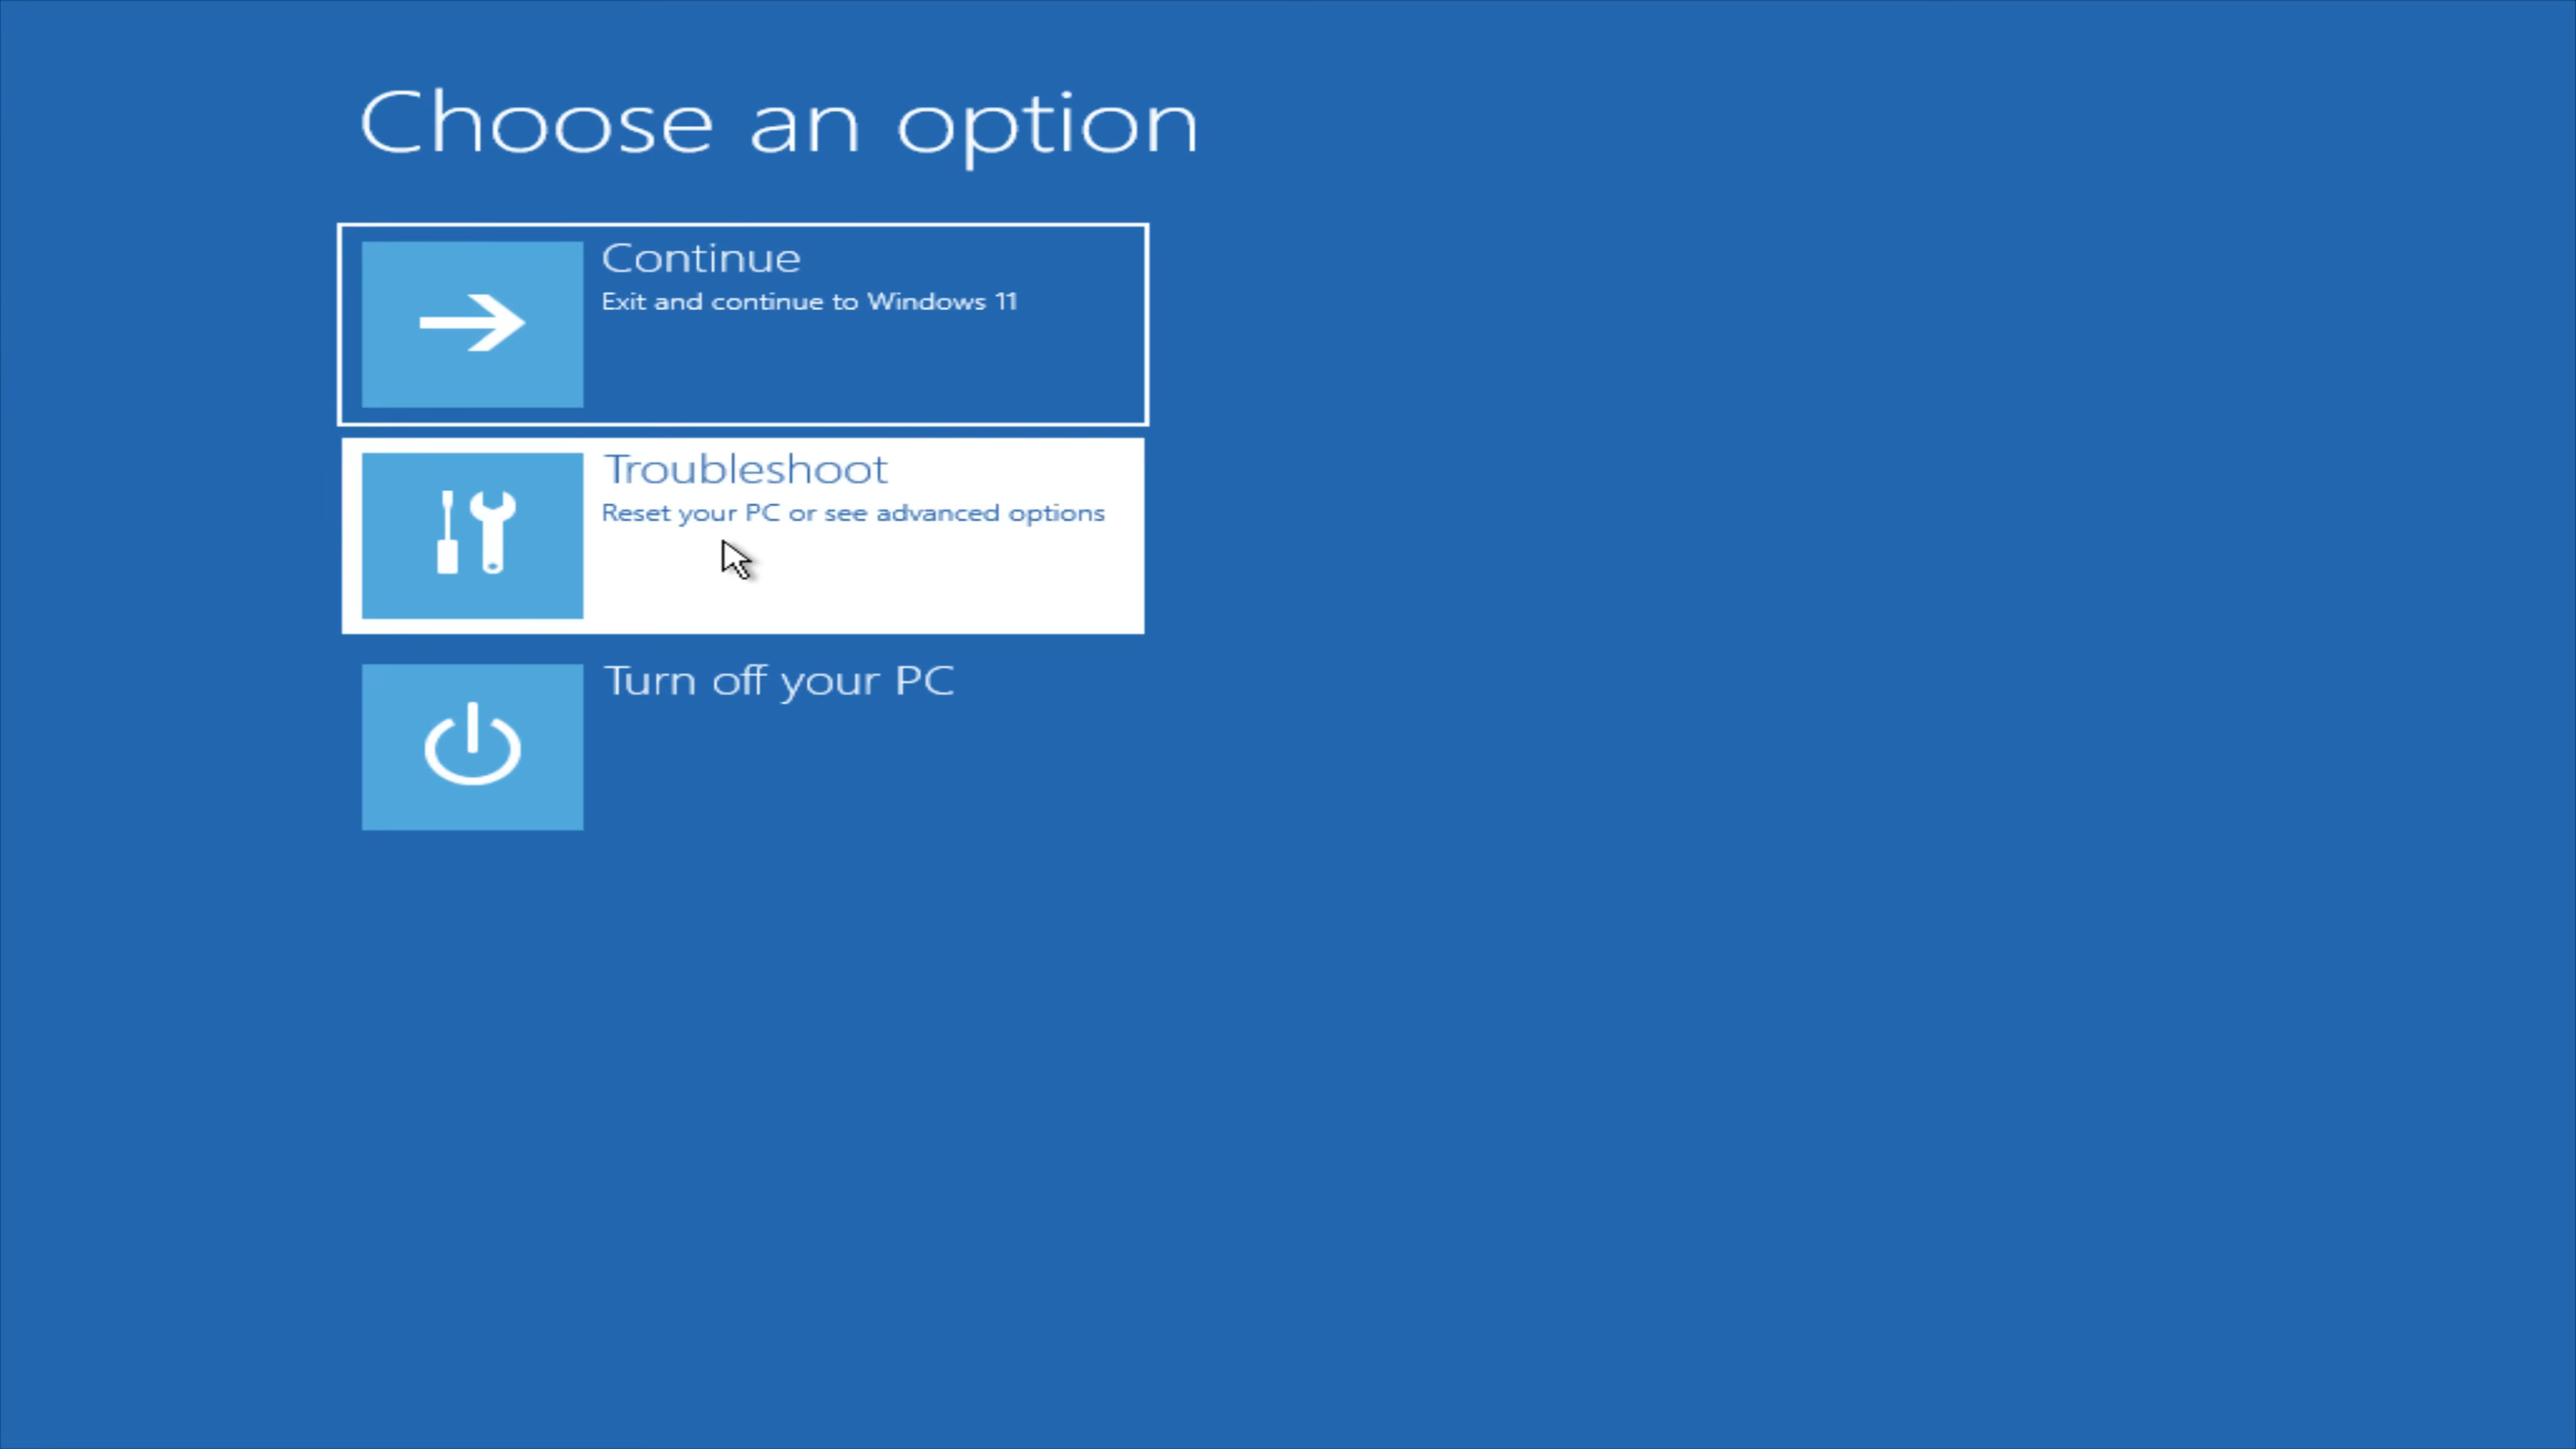 Choose an option
Continue
Exit and continue to Windows 11
Troubleshoot
Reset your PC or see advanced options
Turn off your PC